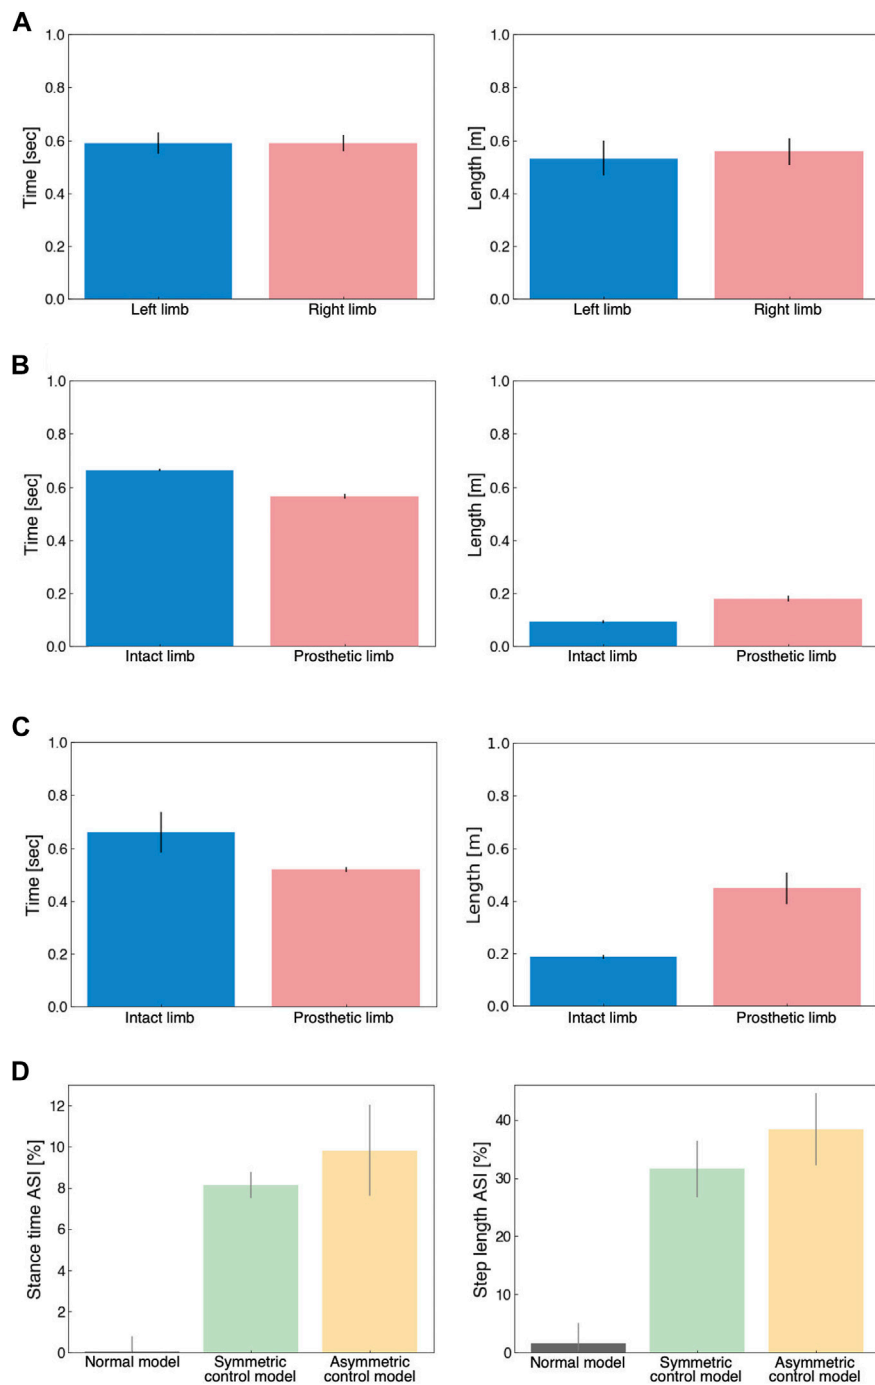 A
1.0
0.8
0.6
0.4
0.2
0.0
Time [sec]
Left limb
Right limb
1.0
0.8
0.6
0.4
0.2
0.0
Length [m]
Left limb
Right limb
B
1.0
0.8
0.6
0.4
0.2
0.0
Time [sec]
Intact limb
Prosthetic limb
1.0
0.8
0.6
0.4
0.2
0.0
Length [m]
Intact limb
Prosthetic limb
C
1.0
0.8
0.6
0.4
0.2
0.0
Time [sec]
Intact limb
Prosthetic limb
1.0
0.8
0.6
0.4
0.2
0.0
Length [m]
Intact limb
Prosthetic limb
D
12
10
8
6
4
2
0
Stance time ASI [%]
Normal model
Symmetric
control model
Asymmetric
control model
40
30
20
10
0
Step length ASI [%]
Normal model
Symmetric
control model
Asymmetric
control model